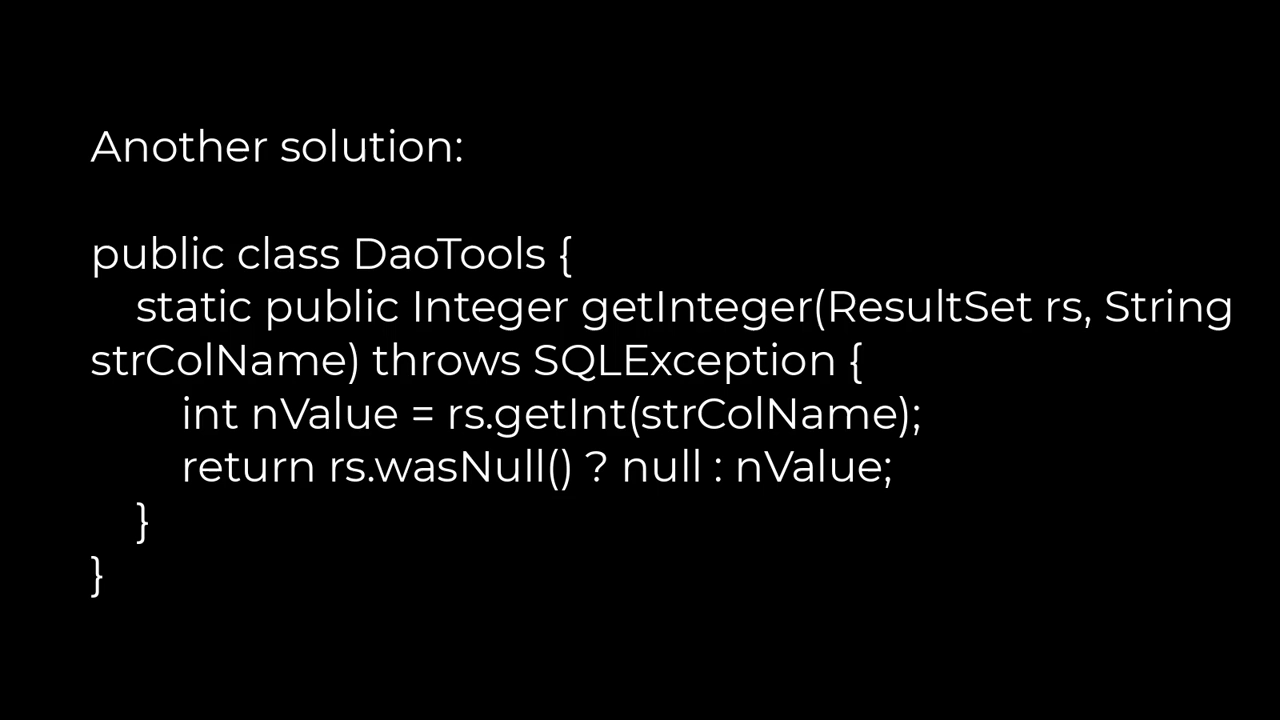 Another solution:
public class DaoTools {
static public Integer getInteger(ResultSet rs, String
strColName) throws SQLException {
int nValue = rs.getInt(strColName);
return rs.wasNull() ? null : nValue;
}
}